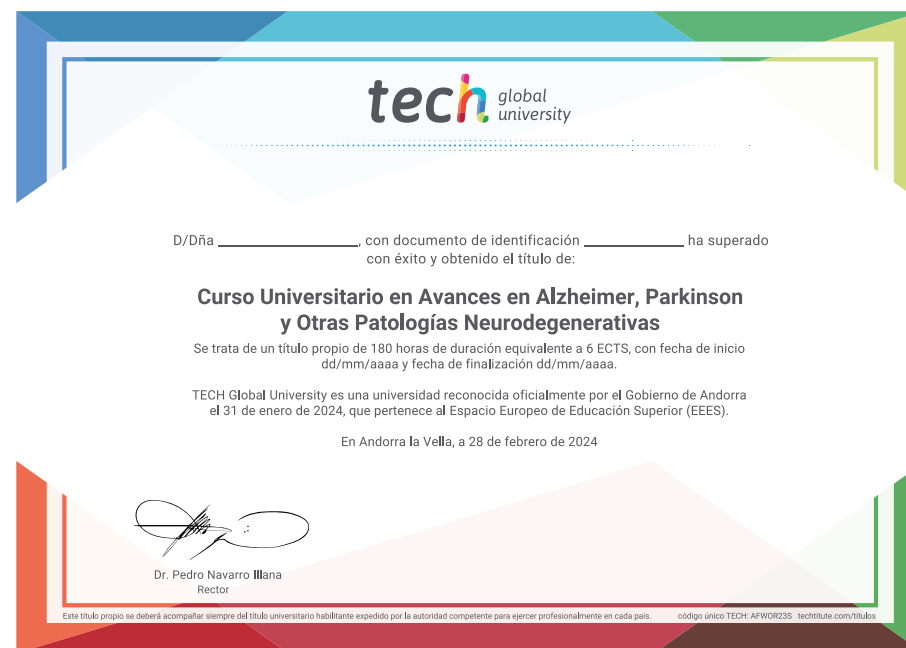 tech global university
D/Dña ____________________, con documento de identificación ______________ ha superado
con éxito y obtenido el título de:
Curso Universitario en Avances en Alzheimer, Parkinson
y Otras Patologías Neurodegenerativas
Se trata de un título propio de 180 horas de duración equivalente a 6 ECTS, con fecha de inicio
dd/mm/aaaa y fecha de finalización dd/mm/aaaa.
TECH Global University es una universidad reconocida oficialmente por el Gobierno de Andorra
el 31 de enero de 2024, que pertenece al Espacio Europeo de Educación Superior (EEES).
En Andorra la Vella, a 28 de febrero de 2024
Dr. Pedro Navarro Illana
Rector
Este título propio se deberá acompañar siempre del título universitario habilitante expedido por la autoridad competente para ejercer profesionalmente en cada país. código único TECH: AFWOR23S techtitute.com/titulos